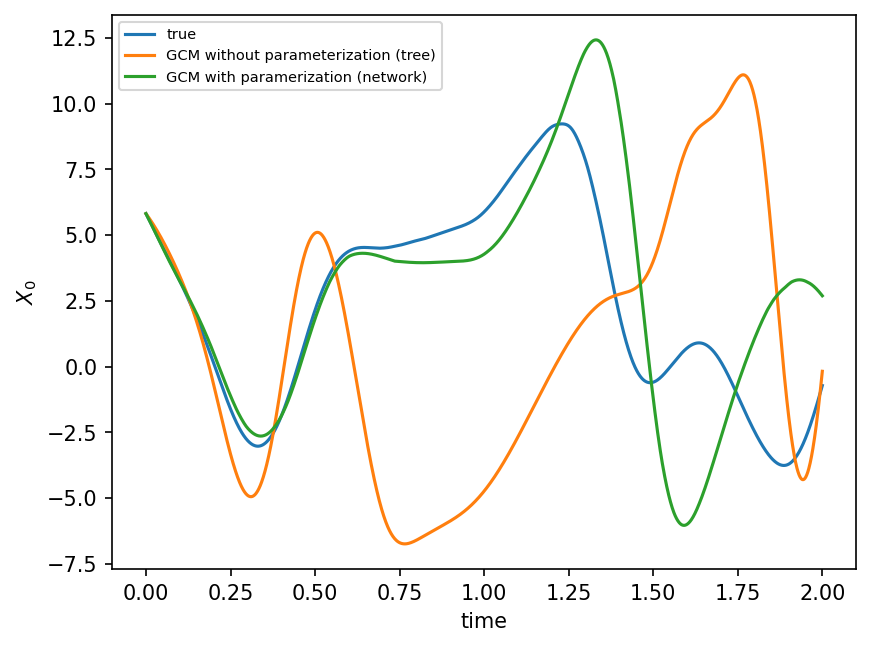 true
GCM without parameterization (tree)
GCM with paramerization (network)
12.5
10.0
7.5
5.0
2.5
0.0
−2.5
−5.0
−7.5
X₀
0.00 0.25 0.50 0.75 1.00 1.25 1.50 1.75 2.00
time